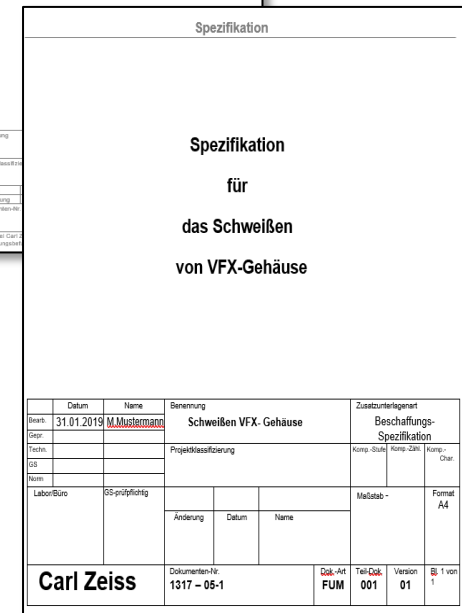 Spezifikation
Spezifikation
für
das Schweißen
von VFX-Gehäuse
Datum Name Benennung Zusatzunterlagenart
Bearb. 31.01.2019 M.Mustermann Schweißen VFX- Gehäuse Beschaffungs-
Spezifikation
Gepr.
Techn. Projektklassifizierung Komp.-Stufe Komp.-Zähl. Komp.-
Char.
GS
Norm
Labor/Büro GS-prüfpflichtig Maßstab - Format
A4
Änderung Datum Name
Carl Zeiss Dokumenten-Nr. Dok.-Art Teil-Dok. Version Bl. 1 von
1317 – 05-1 FUM 001 01 1